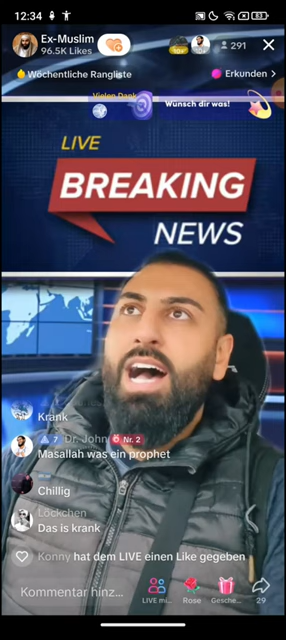 12:34
83
Ex-Muslim
96.5K Likes
291
Wöchentliche Rangliste
Erkunden >
Vielen Dank
Wünsch dir was!
LIVE
BREAKING
NEWS
Krank
7 Dr. John Nr. 2
Masallah was ein prophet
Chillig
Löckchen
Das is krank
Konny hat dem LIVE einen Like gegeben
Kommentar hinz...
LIVE mi...
Rose
Gesche...
29